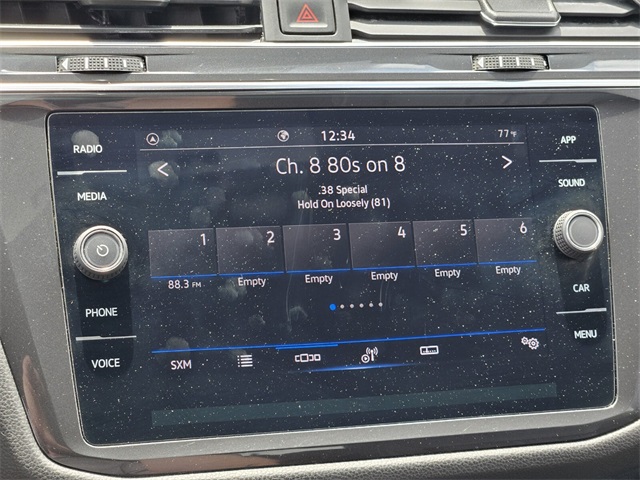 12:34
77°F
RADIO
APP
Ch. 8 80s on 8
MEDIA
.38 Special
SOUND
Hold On Loosely (81)
1 2 3 4 5 6
88.3 FM Empty Empty Empty Empty Empty
CAR
PHONE
MENU
VOICE
SXM